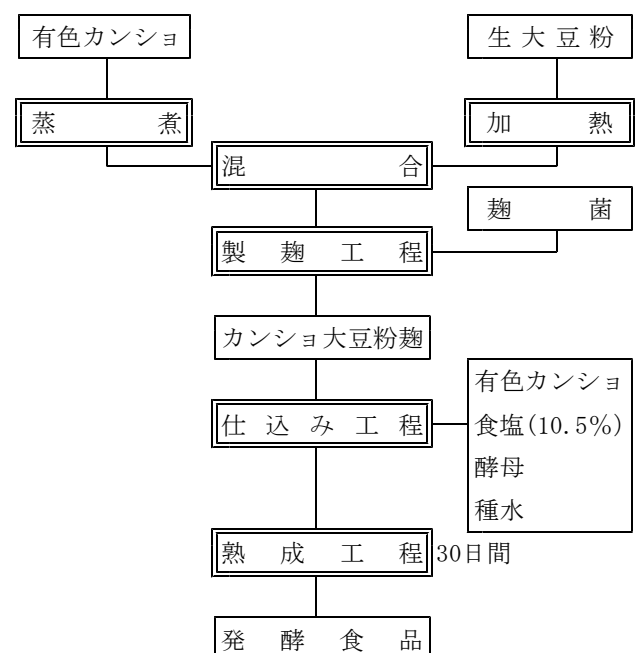 有色カンショ
生大豆粉
蒸煮
加熱
混合
麹菌
製麹工程
カンショ大豆粉麹
有色カンショ
仕込み工程
食塩(10.5%)
酵母
種水
熟成工程 30日間
発酵食品